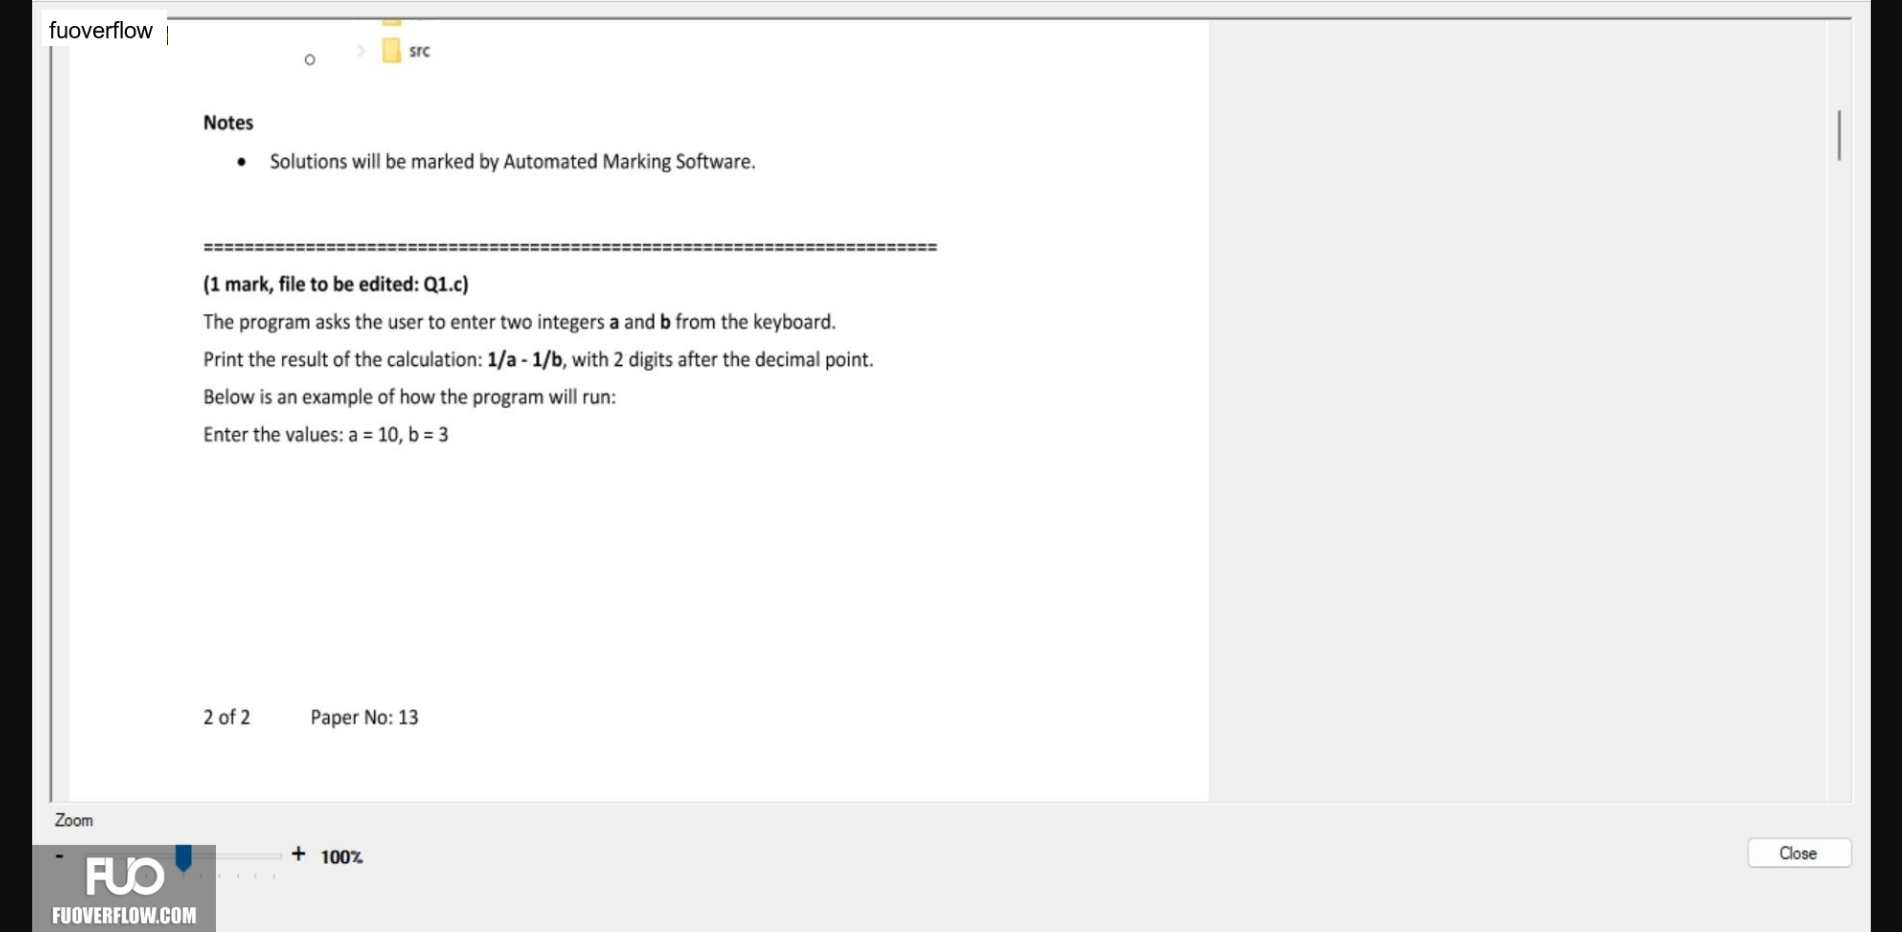 fuoverflow
src
Notes
• Solutions will be marked by Automated Marking Software.
========================================================================
(1 mark, file to be edited: Q1.c)
The program asks the user to enter two integers a and b from the keyboard.
Print the result of the calculation: 1/a - 1/b, with 2 digits after the decimal point.
Below is an example of how the program will run:
Enter the values: a = 10, b = 3
2 of 2 Paper No: 13
Zoom
- + 100%
Close
FUO
FUOVERFLOW.COM